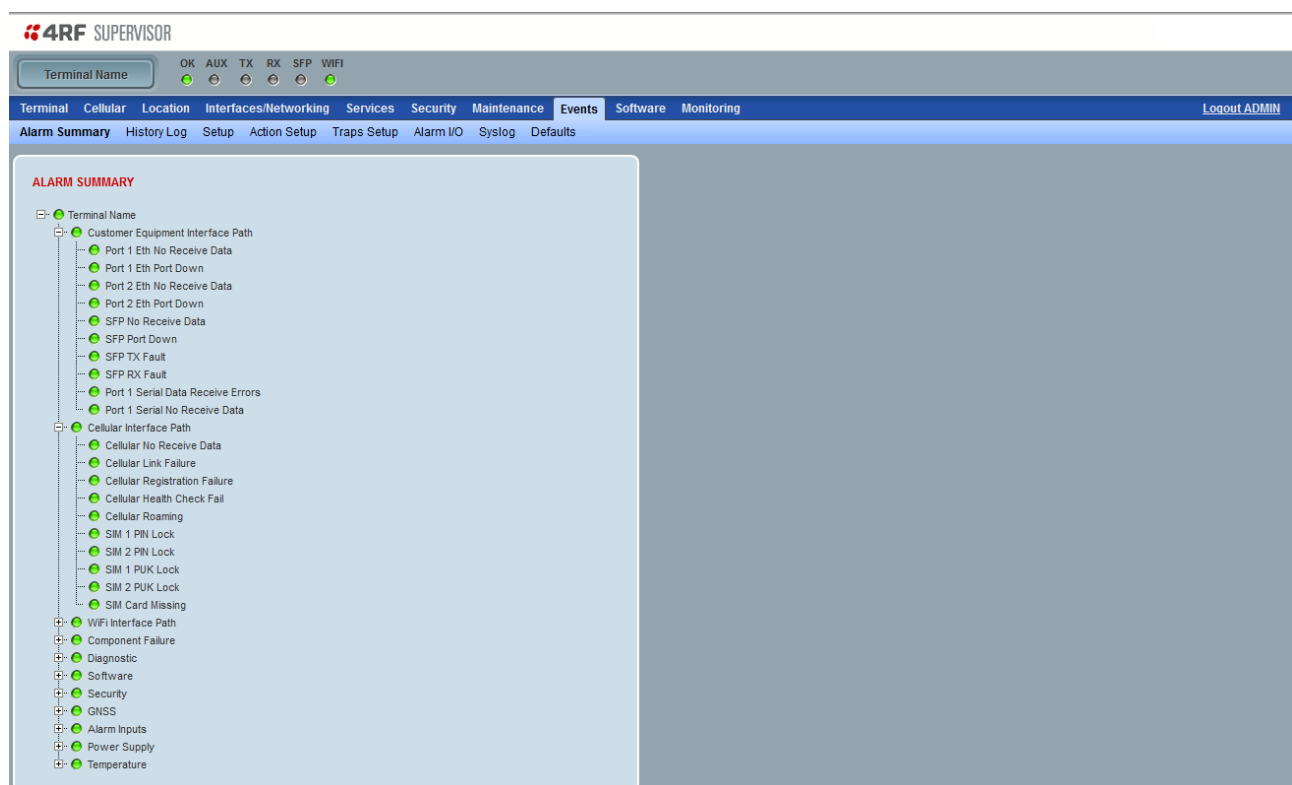 4RF SUPERVISOR
OK AUX TX RX SFP WIFI
Terminal Name
Terminal Cellular Location Interfaces/Networking Services Security Maintenance Events Software Monitoring Logout ADMIN
Alarm Summary History Log Setup Action Setup Traps Setup Alarm I/O Syslog Defaults
ALARM SUMMARY
Terminal Name
Customer Equipment Interface Path
Port 1 Eth No Receive Data
Port 1 Eth Port Down
Port 2 Eth No Receive Data
Port 2 Eth Port Down
SFP No Receive Data
SFP Port Down
SFP TX Fault
SFP RX Fault
Port 1 Serial Data Receive Errors
Port 1 Serial No Receive Data
Cellular Interface Path
Cellular No Receive Data
Cellular Link Failure
Cellular Registration Failure
Cellular Health Check Fail
Cellular Roaming
SIM 1 PIN Lock
SIM 2 PIN Lock
SIM 1 PUK Lock
SIM 2 PUK Lock
SIM Card Missing
WiFi Interface Path
Component Failure
Diagnostic
Software
Security
GNSS
Alarm Inputs
Power Supply
Temperature